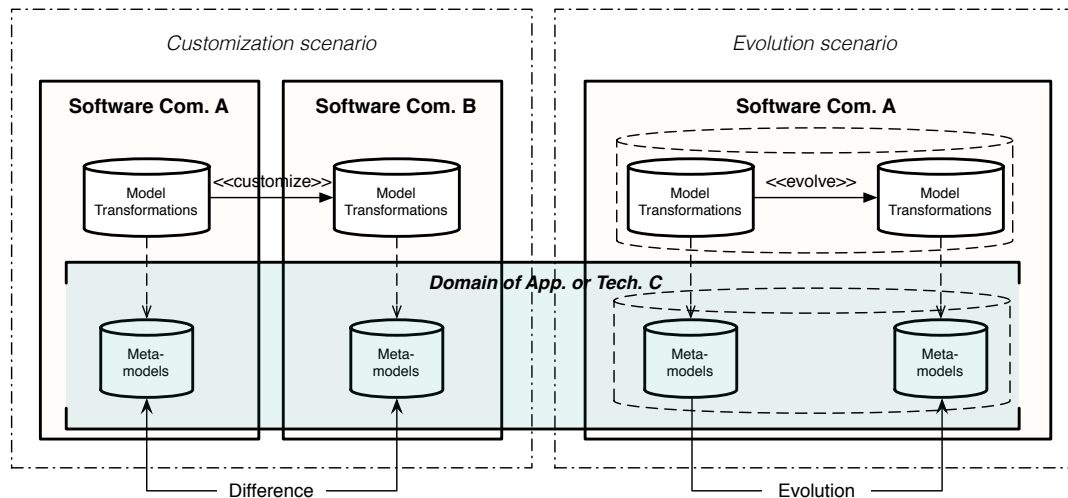 Customization scenario
Evolution scenario
Software Com. A
Software Com. B
Software Com. A
Model
Transformations
<<customize>>
Model
Transformations
Model
Transformations
<<evolve>>
Model
Transformations
Domain of App. or Tech. C
Meta-
models
Meta-
models
Meta-
models
Meta-
models
Difference
Evolution